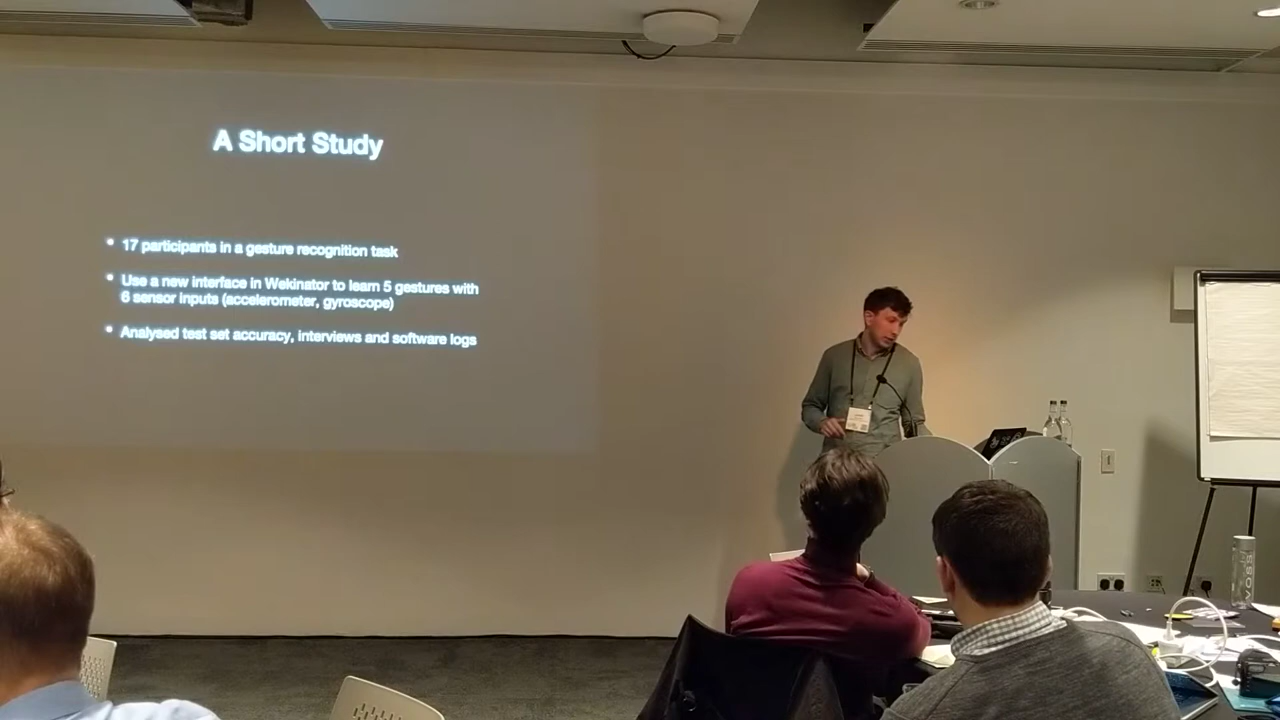 A Short Study
• 17 participants in a gesture recognition task
• Use a new interface in Wekinator to learn 5 gestures with
6 sensor inputs (accelerometer, gyroscope)
• Analysed test set accuracy, interviews and software logs
VOSS